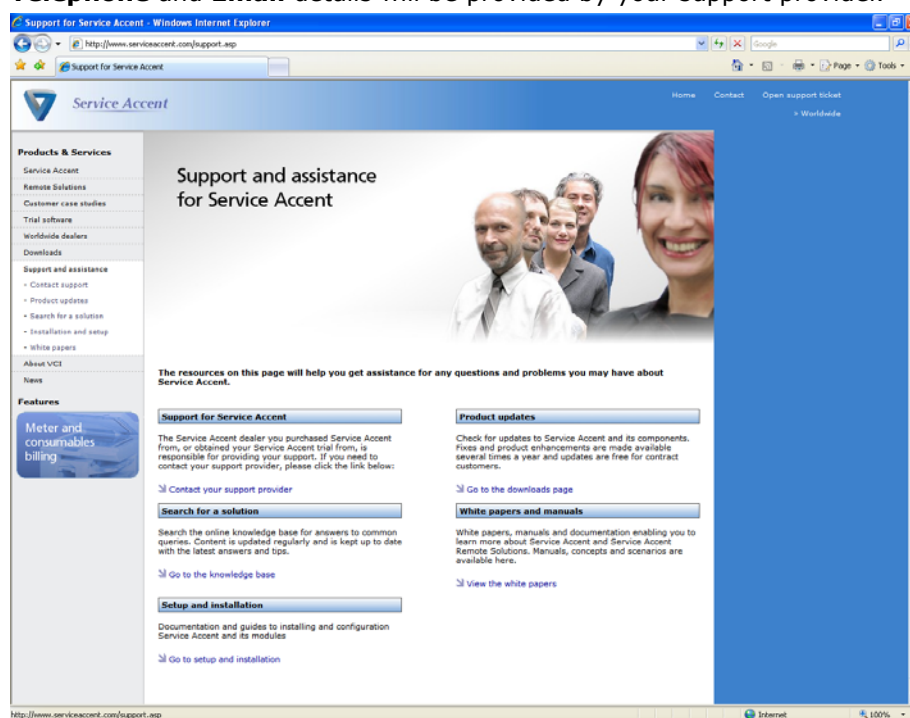 Telephone and Email details will be provided by your support provider.
Support for Service Accent - Windows Internet Explorer
http://www.serviceaccent.com/support.asp
Google
Support for Service Accent
Page
Tools
Service Accent
Home Contact Open support ticket
» Worldwide
Products & Services
Service Accent
Remote Solutions
Customer case studies
Trial software
Worldwide dealers
Downloads
Support and assistance
- Contact support
- Product updates
- Search for a solution
- Installation and setup
- White papers
About VCI
News
Features
Meter and
consumables
billing
Support and assistance
for Service Accent
The resources on this page will help you get assistance for any questions and problems you may have about
Service Accent.
Support for Service Accent
The Service Accent dealer you purchased Service Accent
from, or obtained your Service Accent trial from, is
responsible for providing your support. If you need to
contact your support provider, please click the link below:
Contact your support provider
Product updates
Check for updates to Service Accent and its components.
Fixes and product enhancements are made available
several times a year and updates are free for contract
customers.
Go to the downloads page
Search for a solution
Search the online knowledge base for answers to common
queries. Content is updated regularly and is kept up to date
with the latest answers and tips.
Go to the knowledge base
White papers and manuals
White papers, manuals and documentation enabling you to
learn more about Service Accent and Service Accent
Remote Solutions. Manuals, concepts and scenarios are
available here.
View the white papers
Setup and installation
Documentation and guides to installing and configuration
Service Accent and its modules
Go to setup and installation
http://www.serviceaccent.com/support.asp
Internet
100%